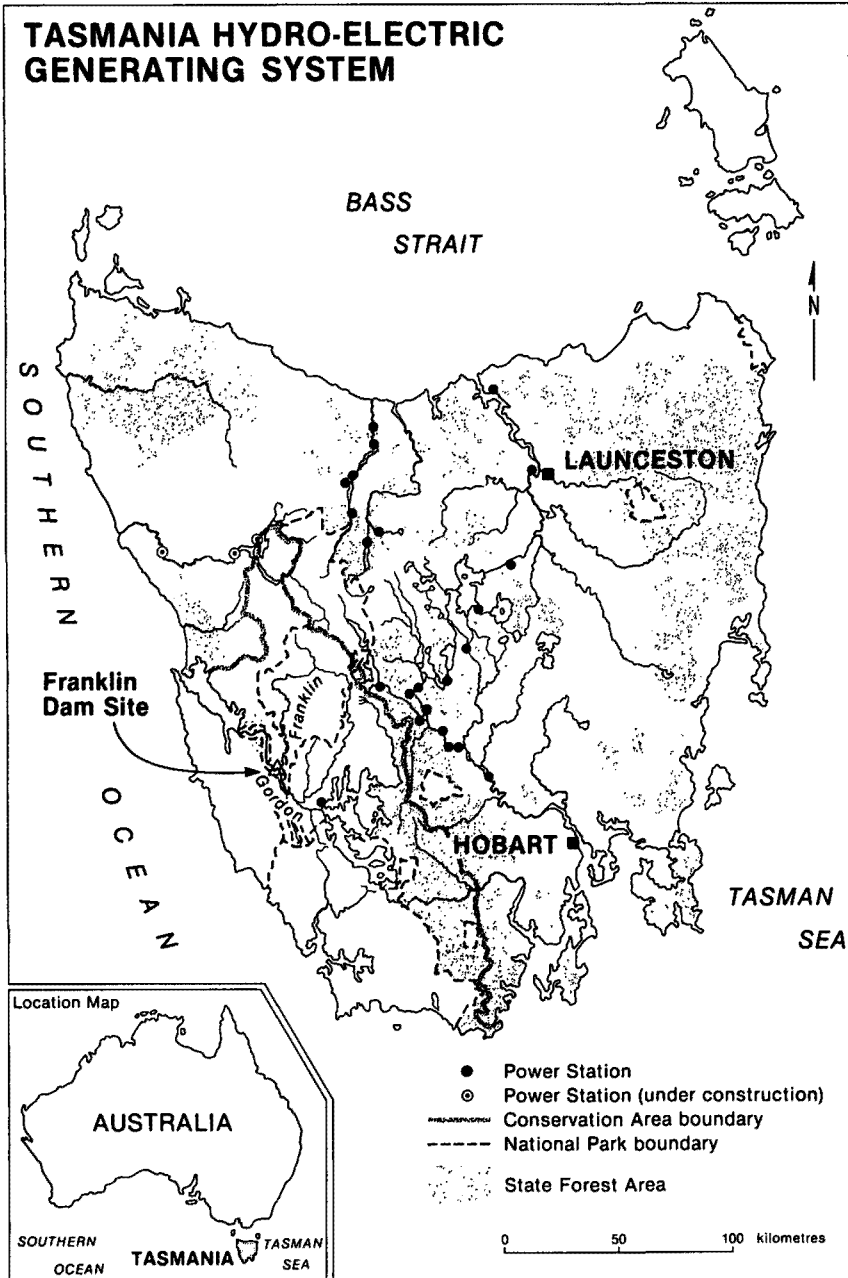 TASMANIA HYDRO-ELECTRIC
GENERATING SYSTEM
BASS
STRAIT
N
SOUTHERN
OCEAN
LAUNCESTON
Franklin
Dam Site
Franklin
Gordon
HOBART
TASMAN
SEA
Location Map
AUSTRALIA
SOUTHERN
OCEAN
TASMANIA
TASMAN
SEA
Power Station
Power Station (under construction)
Conservation Area boundary
National Park boundary
State Forest Area
0 50 100 kilometres